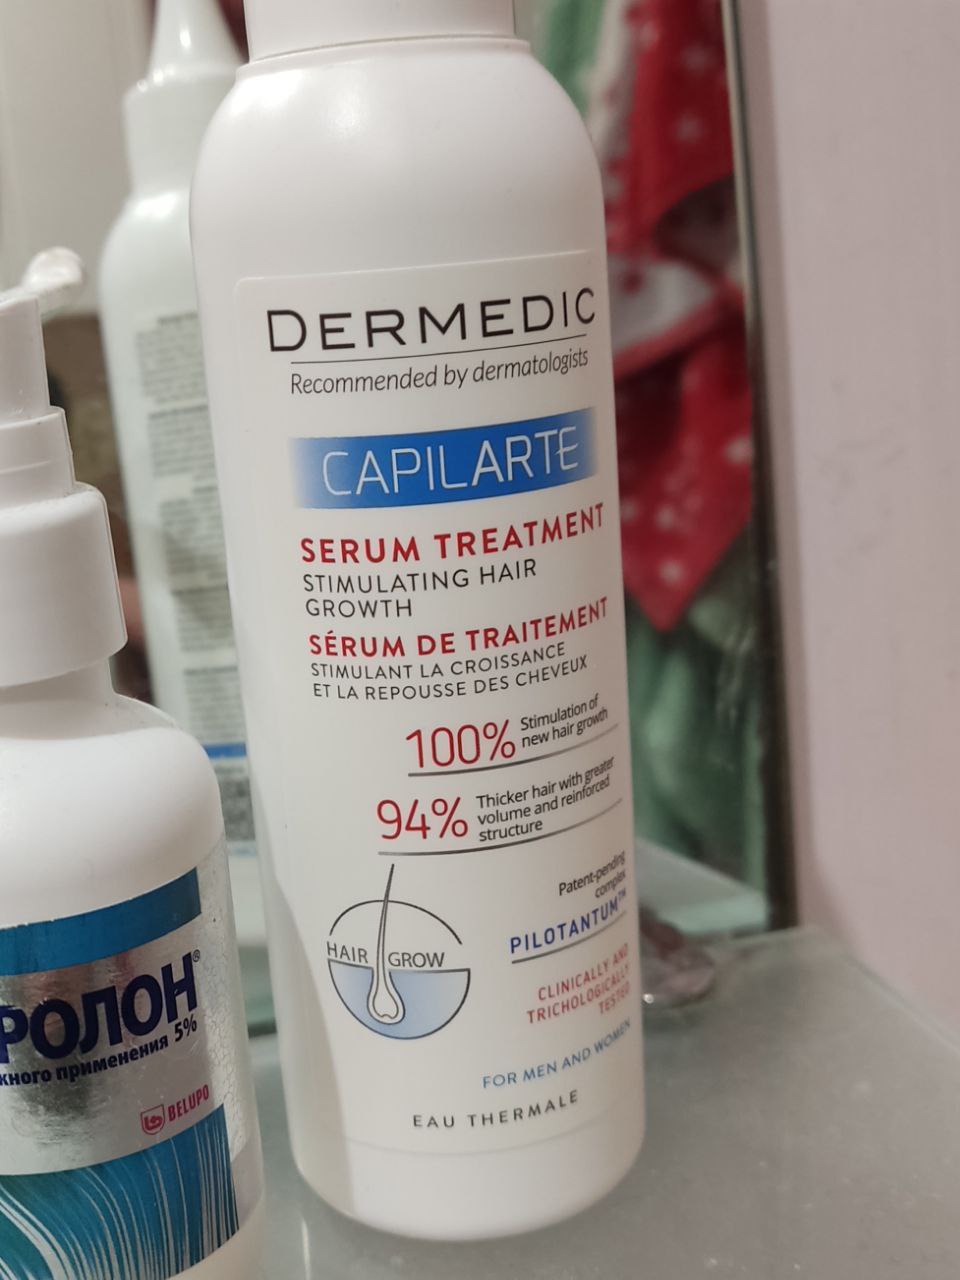 DERMEDIC
Recommended by dermatologists
CAPILARTE
SERUM TREATMENT
STIMULATING HAIR
GROWTH
SÉRUM DE TRAITEMENT
STIMULANT LA CROISSANCE
ET LA REPOUSSE DES CHEVEUX
100% Stimulation of
new hair growth
94% Thicker hair with greater
volume and reinforced
structure
Patent-pending
complex
PILOTANTUM™
HAIR GROW
CLINICALLY AND
TRICHOLOGICALLY
TESTED
FOR MEN AND WOMEN
EAU THERMALE
РОЛОН®
жного применения 5%
BELUPO